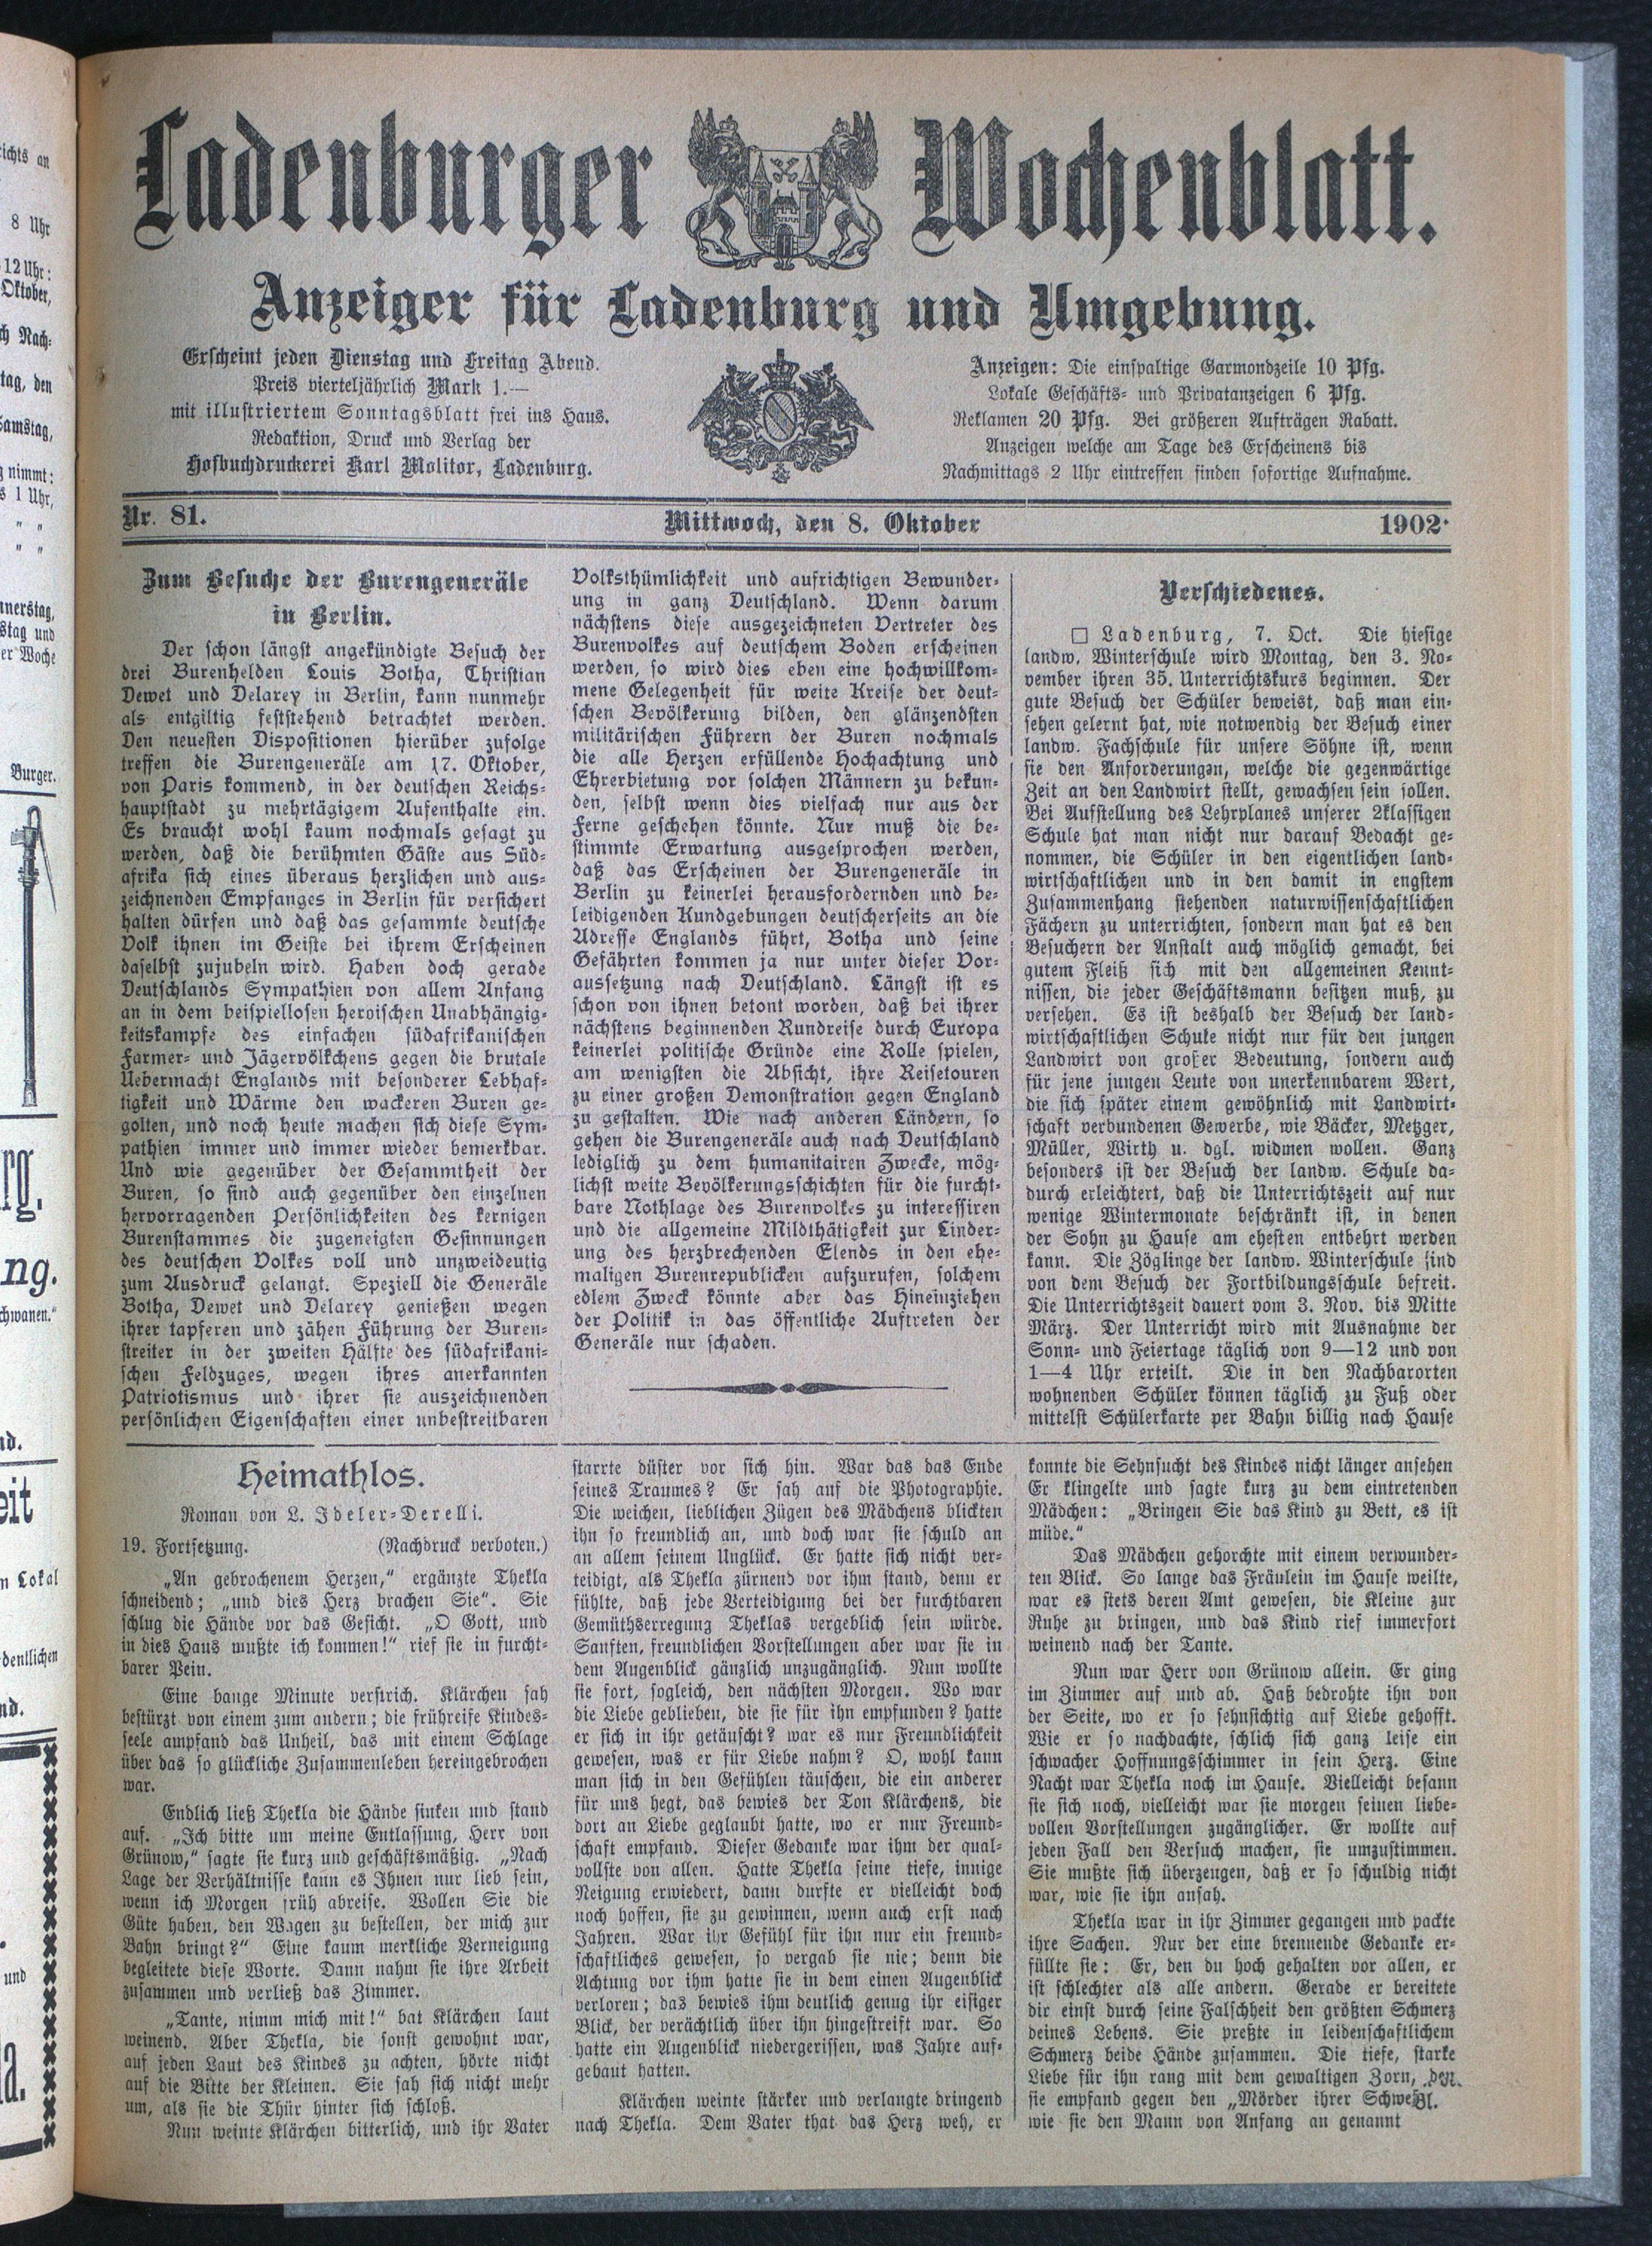 Ladenburger Wochenblatt.
Anzeiger für Ladenburg und Umgebung.
Erscheint jeden Dienstag und Freitag Abend.
Preis vierteljährlich Mark 1.—
mit illustriertem Sonntagsblatt frei ins Haus.
Redaktion, Druck und Verlag der
Hofbuchdruckerei Karl Molitor, Ladenburg.
Anzeigen: Die einspaltige Garmondzeile 10 Pfg.
Lokale Geschäfts- und Privatanzeigen 6 Pfg.
Reklamen 20 Pfg. Bei größeren Aufträgen Rabatt.
Anzeigen welche am Tage des Erscheinens bis
Nachmittags 2 Uhr eintreffen finden sofortige Aufnahme.
Nr. 81. Mittwoch, den 8. Oktober 1902.
Zum Besuche der Burengeneräle
in Berlin.
Der schon längst angekündigte Besuch der
drei Burenhelden Louis Botha, Christian
Dewet und Delarey in Berlin, kann nunmehr
als entgiltig feststehend betrachtet werden.
Den neuesten Dispositionen hierüber zufolge
treffen die Burengeneräle am 17. Oktober,
von Paris kommend, in der deutschen Reichs-
hauptstadt zu mehrtägigem Aufenthalte ein.
Es braucht wohl kaum nochmals gesagt zu
werden, daß die berühmten Gäste aus Süd-
afrika sich eines überaus herzlichen und aus-
zeichnenden Empfanges in Berlin für versichert
halten dürfen und daß das gesammte deutsche
Volk ihnen im Geiste bei ihrem Erscheinen
daselbst zujubeln wird. Haben doch gerade
Deutschlands Sympathien von allem Anfang
an in dem beispiellosen heroischen Unabhängig-
keitskampfe des einfachen südafrikanischen
Farmer- und Jägervölkchens gegen die brutale
Uebermacht Englands mit besonderer Lebhaf-
tigkeit und Wärme den wackeren Buren ge-
golten, und noch heute machen sich diese Sym-
pathien immer und immer wieder bemerkbar.
Und wie gegenüber der Gesammtheit der
Buren, so sind auch gegenüber den einzelnen
hervorragenden Persönlichkeiten des kernigen
Burenstammes die zugeneigten Gesinnungen
des deutschen Volkes voll und unzweideutig
zum Ausdruck gelangt. Speziell die Generäle
Botha, Dewet und Delarey genießen wegen
ihrer tapferen und zähen Führung der Buren-
streiter in der zweiten Hälfte des südafrikani-
schen Feldzuges, wegen ihres anerkannten
Patriotismus und ihrer sie auszeichnenden
persönlichen Eigenschaften einer unbestreitbaren
Volksthümlichkeit und aufrichtigen Bewunder-
ung in ganz Deutschland. Wenn darum
nächstens diese ausgezeichneten Vertreter des
Burenvolkes auf deutschem Boden erscheinen
werden, so wird dies eben eine hochwillkom-
mene Gelegenheit für weite Kreise der deut-
schen Bevölkerung bilden, den glänzendsten
militärischen Führern der Buren nochmals
die alle Herzen erfüllende Hochachtung und
Ehrerbietung vor solchen Männern zu bekun-
den, selbst wenn dies vielfach nur aus der
Ferne geschehen könnte. Nur muß die be-
stimmte Erwartung ausgesprochen werden,
daß das Erscheinen der Burengeneräle in
Berlin zu keinerlei herausfordernden und be-
leidigenden Kundgebungen deutscherseits an die
Adresse Englands führt, Botha und seine
Gefährten kommen ja nur unter dieser Vor-
aussetzung nach Deutschland. Längst ist es
schon von ihnen betont worden, daß bei ihrer
nächstens beginnenden Rundreise durch Europa
keinerlei politische Gründe eine Rolle spielen,
am wenigsten die Absicht, ihre Reisetouren
zu einer großen Demonstration gegen England
zu gestalten. Wie nach anderen Ländern, so
gehen die Burengeneräle auch nach Deutschland
lediglich zu dem humanitairen Zwecke, mög-
lichst weite Bevölkerungsschichten für die furcht-
bare Nothlage des Burenvolkes zu interessiren
und die allgemeine Mildthätigkeit zur Linder-
ung des herzbrechenden Elends in den ehe-
maligen Burenrepublicken aufzurufen, solchem
edlem Zweck könnte aber das Hineinziehen
der Politik in das öffentliche Auftreten der
Generäle nur schaden.
Verschiedenes.
□ Ladenburg, 7. Oct. Die hiesige
landw. Winterschule wird Montag, den 3. No-
vember ihren 35. Unterrichtskurs beginnen. Der
gute Besuch der Schüler beweist, daß man ein-
sehen gelernt hat, wie notwendig der Besuch einer
landw. Fachschule für unsere Söhne ist, wenn
sie den Anforderungen, welche die gegenwärtige
Zeit an den Landwirt stellt, gewachsen sein sollen.
Bei Aufstellung des Lehrplanes unserer 2klassigen
Schule hat man nicht nur darauf Bedacht ge-
nommen, die Schüler in den eigentlichen land-
wirtschaftlichen und in den damit in engstem
Zusammenhang stehenden naturwissenschaftlichen
Fächern zu unterrichten, sondern man hat es den
Besuchern der Anstalt auch möglich gemacht, bei
gutem Fleiß sich mit den allgemeinen Kennt-
nissen, die jeder Geschäftsmann besitzen muß, zu
versehen. Es ist deshalb der Besuch der land-
wirtschaftlichen Schule nicht nur für den jungen
Landwirt von großer Bedeutung, sondern auch
für jene jungen Leute von unerkennbarem Wert,
die sich später einem gewöhnlich mit Landwirt-
schaft verbundenen Gewerbe, wie Bäcker, Metzger,
Müller, Wirth u. dgl. widmen wollen. Ganz
besonders ist der Besuch der landw. Schule da-
durch erleichtert, daß die Unterrichtszeit auf nur
wenige Wintermonate beschränkt ist, in denen
der Sohn zu Hause am ehesten entbehrt werden
kann. Die Zöglinge der landw. Winterschule sind
von dem Besuch der Fortbildungsschule befreit.
Die Unterrichtszeit dauert vom 3. Nov. bis Mitte
März. Der Unterricht wird mit Ausnahme der
Sonn- und Feiertage täglich von 9—12 und von
1—4 Uhr erteilt. Die in den Nachbarorten
wohnenden Schüler können täglich zu Fuß oder
mittelst Schülerkarte per Bahn billig nach Hause
Heimathlos.
Roman von L. Ideler-Derelli.
19. Fortsetzung. (Nachdruck verboten.)
„An gebrochenem Herzen,“ ergänzte Thekla
schneidend; „und dies Herz brachen Sie“. Sie
schlug die Hände vor das Gesicht. „O Gott, und
in dies Haus mußte ich kommen!“ rief sie in furcht-
barer Pein.
Eine bange Minute verstrich. Klärchen sah
bestürzt von einem zum andern; die frühreife Kindes-
seele ampfand das Unheil, das mit einem Schlage
über das so glückliche Zusammenleben hereingebrochen
war.
Endlich ließ Thekla die Hände sinken und stand
auf. „Ich bitte um meine Entlassung, Herr von
Grünow,“ sagte sie kurz und geschäftsmäßig. „Nach
Lage der Verhältnisse kann es Ihnen nur lieb sein,
wenn ich Morgen früh abreise. Wollen Sie die
Güte haben, den Wagen zu bestellen, der mich zur
Bahn bringt?“ Eine kaum merkliche Verneigung
begleitete diese Worte. Dann nahm sie ihre Arbeit
zusammen und verließ das Zimmer.
„Tante, nimm mich mit!“ bat Klärchen laut
weinend. Aber Thekla, die sonst gewohnt war,
auf jeden Laut des Kindes zu achten, hörte nicht
auf die Bitte der Kleinen. Sie sah sich nicht mehr
um, als sie die Thür hinter sich schloß.
Nun weinte Klärchen bitterlich, und ihr Vater
starrte düster vor sich hin. War das das Ende
seines Traumes? Er sah auf die Photographie.
Die weichen, lieblichen Zügen des Mädchens blickten
ihn so freundlich an, und doch war sie schuld an
an allem seinem Unglück. Er hatte sich nicht ver-
teidigt, als Thekla zürnend vor ihm stand, denn er
fühlte, daß jede Verteidigung bei der furchtbaren
Gemüthserregung Theklas vergeblich sein würde.
Sanften, freundlichen Vorstellungen aber war sie in
dem Augenblick gänzlich unzugänglich. Nun wollte
sie fort, sogleich, den nächsten Morgen. Wo war
die Liebe geblieben, die sie für ihn empfunden? hatte
er sich in ihr getäuscht? war es nur Freundlichkeit
gewesen, was er für Liebe nahm? O, wohl kann
man sich in den Gefühlen täuschen, die ein anderer
für uns hegt, das bewies der Ton Klärchens, die
dort an Liebe geglaubt hatte, wo er nur Freund-
schaft empfand. Dieser Gedanke war ihm der qual-
vollste von allen. Hatte Thekla seine tiefe, innige
Neigung erwiedert, dann durfte er vielleicht doch
noch hoffen, sie zu gewinnen, wenn auch erst nach
Jahren. War ihr Gefühl für ihn nur ein freund-
schaftliches gewesen, so vergab sie nie; denn die
Achtung vor ihm hatte sie in dem einen Augenblick
verloren; das bewies ihm deutlich genug ihr eisiger
Blick, der verächtlich über ihn hingestreift war. So
hatte ein Augenblick niedergerissen, was Jahre auf-
gebaut hatten.
Klärchen weinte stärker und verlangte dringend
nach Thekla. Dem Vater that das Herz weh, er
konnte die Sehnsucht des Kindes nicht länger ansehen
Er klingelte und sagte kurz zu dem eintretenden
Mädchen: „Bringen Sie das Kind zu Bett, es ist
müde.“
Das Mädchen gehorchte mit einem verwunder-
ten Blick. So lange das Fräulein im Hause weilte,
war es stets deren Amt gewesen, die Kleine zur
Ruhe zu bringen, und das Kind rief immerfort
weinend nach der Tante.
Nun war Herr von Grünow allein. Er ging
im Zimmer auf und ab. Haß bedrohte ihn von
der Seite, wo er so sehnsichtig auf Liebe gehofft.
Wie er so nachdachte, schlich sich ganz leise ein
schwacher Hoffnungsschimmer in sein Herz. Eine
Nacht war Thekla noch im Hause. Vielleicht besann
sie sich noch, vielleicht war sie morgen seinen liebe-
vollen Vorstellungen zugänglicher. Er wollte auf
jeden Fall den Versuch machen, sie umzustimmen.
Sie mußte sich überzeugen, daß er so schuldig nicht
war, wie sie ihn ansah.
Thekla war in ihr Zimmer gegangen und packte
ihre Sachen. Nur der eine brennende Gedanke er-
füllte sie: Er, den du hoch gehalten vor allen, er
ist schlechter als alle andern. Gerade er bereitete
dir einst durch seine Falschheit den größten Schmerz
deines Lebens. Sie preßte in leidenschaftlichem
Schmerz beide Hände zusammen. Die tiefe, starke
Liebe für ihn rang mit dem gewaltigen Zorn, den
sie empfand gegen den „Mörder ihrer
wie sie den Mann von Anfang an genannt